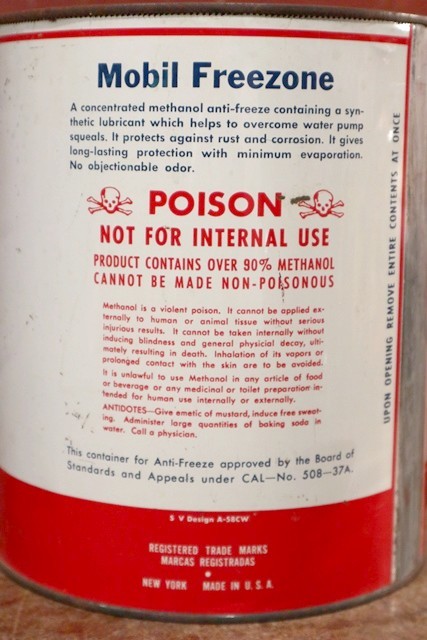 Mobil Freezone
A concentrated methanol anti-freeze containing a syn-
thetic lubricant which helps to overcome water pump
squeals. It protects against rust and corrosion. It gives
long-lasting protection with minimum evaporation.
No objectionable odor.
POISON
NOT FOR INTERNAL USE
PRODUCT CONTAINS OVER 90% METHANOL
CANNOT BE MADE NON-POISONOUS
Methanol is a violent poison. It cannot be applied ex-
ternally to human or animal tissue without serious
injurious results. It cannot be taken internally without
inducing blindness and general physical decay, ulti-
mately resulting in death. Inhalation of its vapors or
prolonged contact with the skin are to be avoided.
It is unlawful to use Methanol in any article of food
or beverage or any medicinal or toilet preparation in-
tended for human use internally or externally.
ANTIDOTES—Give emetic of mustard, induce free sweat-
ing. Administer large quantities of baking soda in
water. Call a physician.
This container for Anti-Freeze approved by the Board of
Standards and Appeals under CAL—No. 508—37A.
S V Design A-58CW
REGISTERED TRADE MARKS
MARCAS REGISTRADAS
NEW YORK MADE IN U. S. A.
UPON OPENING REMOVE ENTIRE CONTENTS AT ONCE